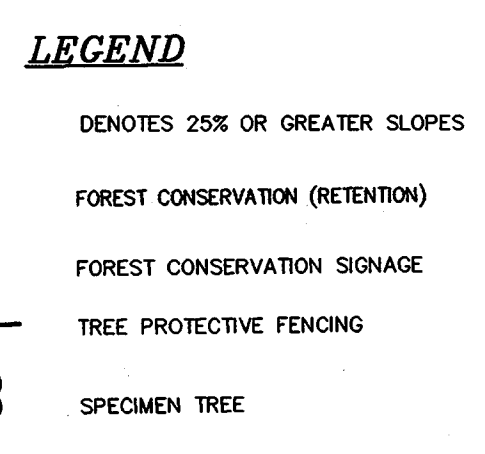 LEGEND
DENOTES 25% OR GREATER SLOPES
FOREST CONSERVATION (RETENTION)
FOREST CONSERVATION SIGNAGE
TREE PROTECTIVE FENCING
SPECIMEN TREE